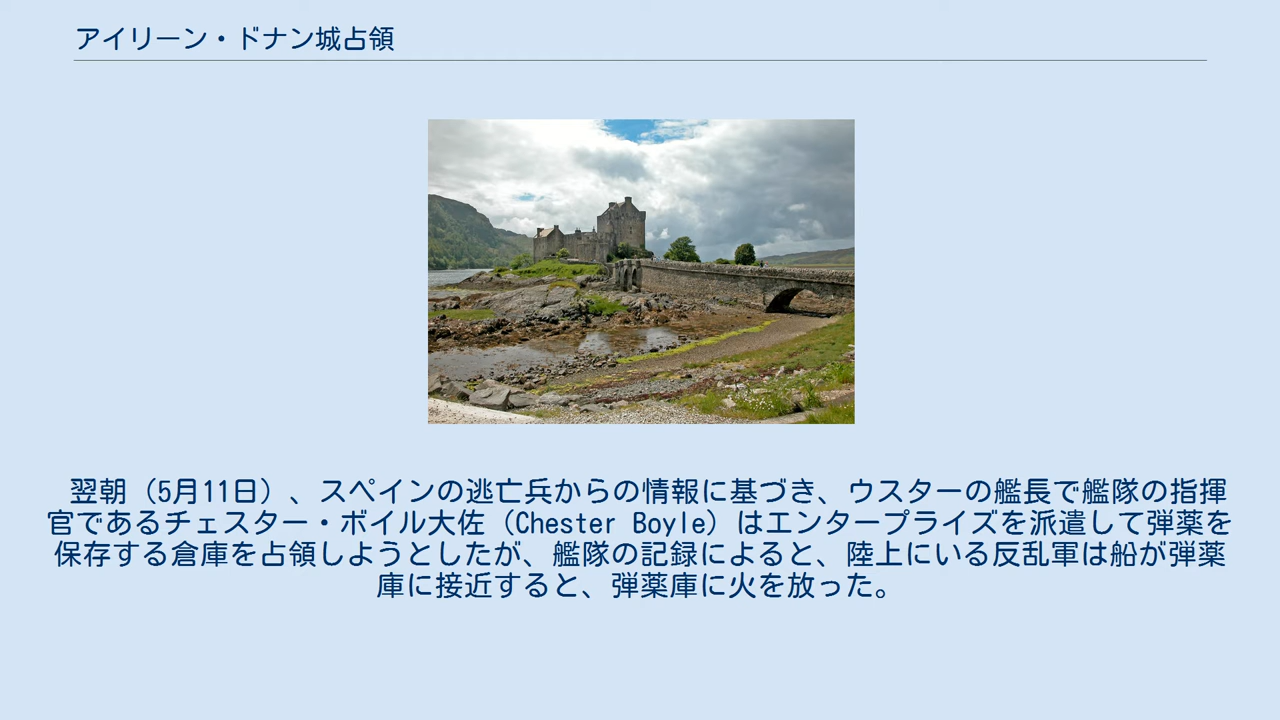 アイリーン・ドナン城占領
翌朝（5月11日）、スペインの逃亡兵からの情報に基づき、ウスターの艦長で艦隊の指揮
官であるチェスター・ボイル大佐（Chester Boyle）はエンタープライズを派遣して弾薬を
保存する倉庫を占領しようとしたが、艦隊の記録によると、陸上にいる反乱軍は船が弾薬
庫に接近すると、弾薬庫に火を放った。